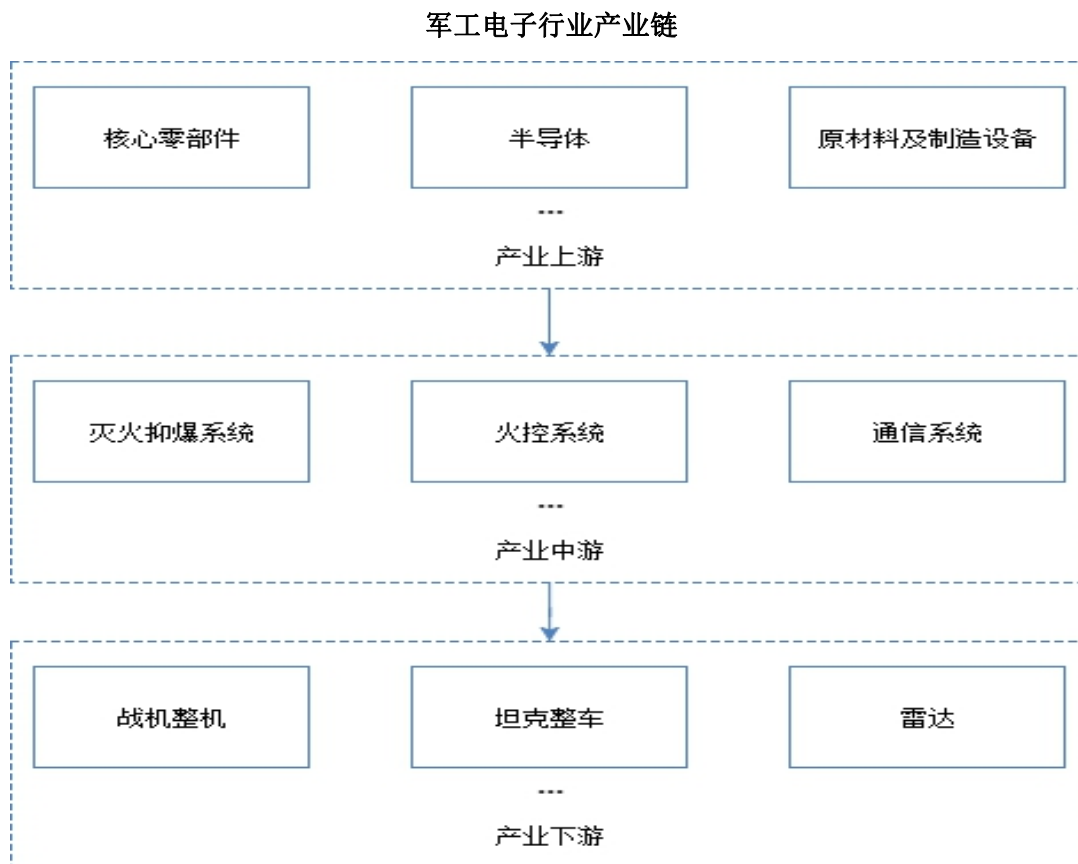 军工电子行业产业链
核心零部件
半导体
原材料及制造设备
...
产业上游
灭火抑爆系统
火控系统
通信系统
...
产业中游
战机整机
坦克整车
雷达
...
产业下游